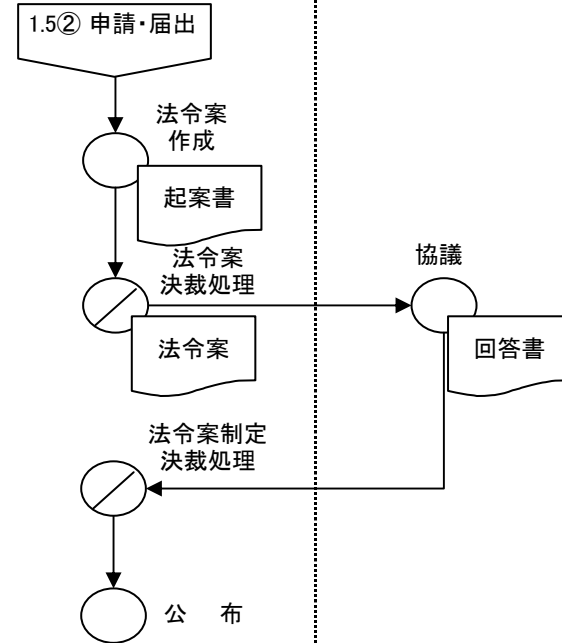 1.5② 申請・届出
法令案
作成
起案書
法令案
決裁処理
協議
法令案
回答書
法令案制定
決裁処理
公 布